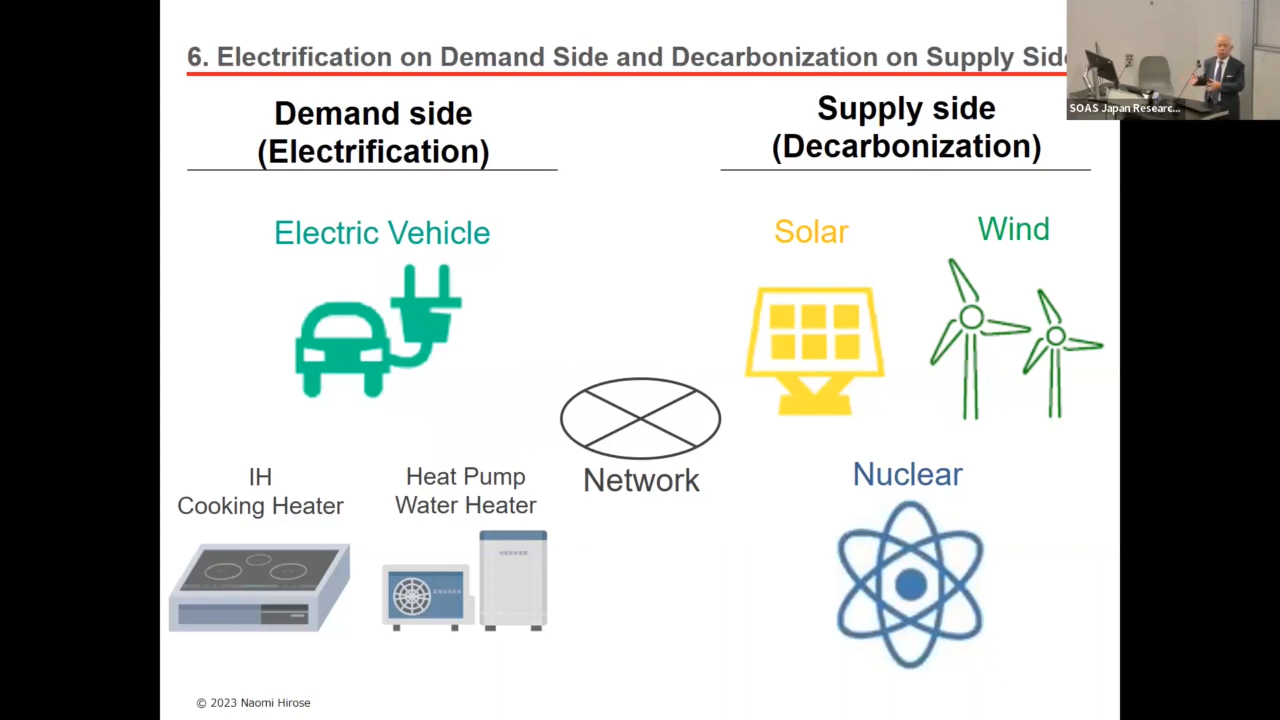 6. Electrification on Demand Side and Decarbonization on Supply Side
SOAS Japan Researc...
Demand side
(Electrification)
Supply side
(Decarbonization)
Electric Vehicle
Solar
Wind
IH
Cooking Heater
Heat Pump
Water Heater
Network
Nuclear
© 2023 Naomi Hirose